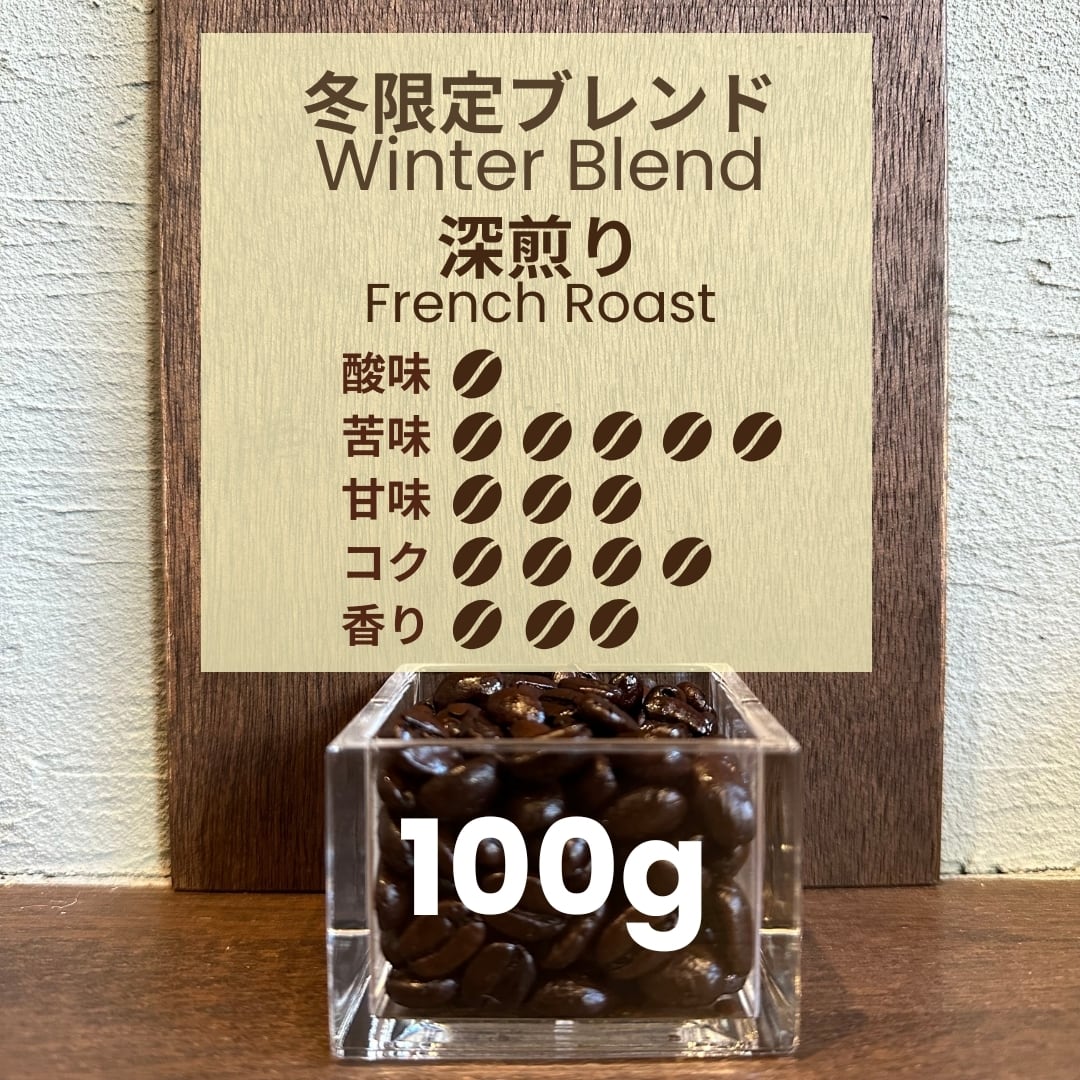 冬限定ブレンド
Winter Blend
深煎り
French Roast
酸味
苦味
甘味
コク
香り
100g